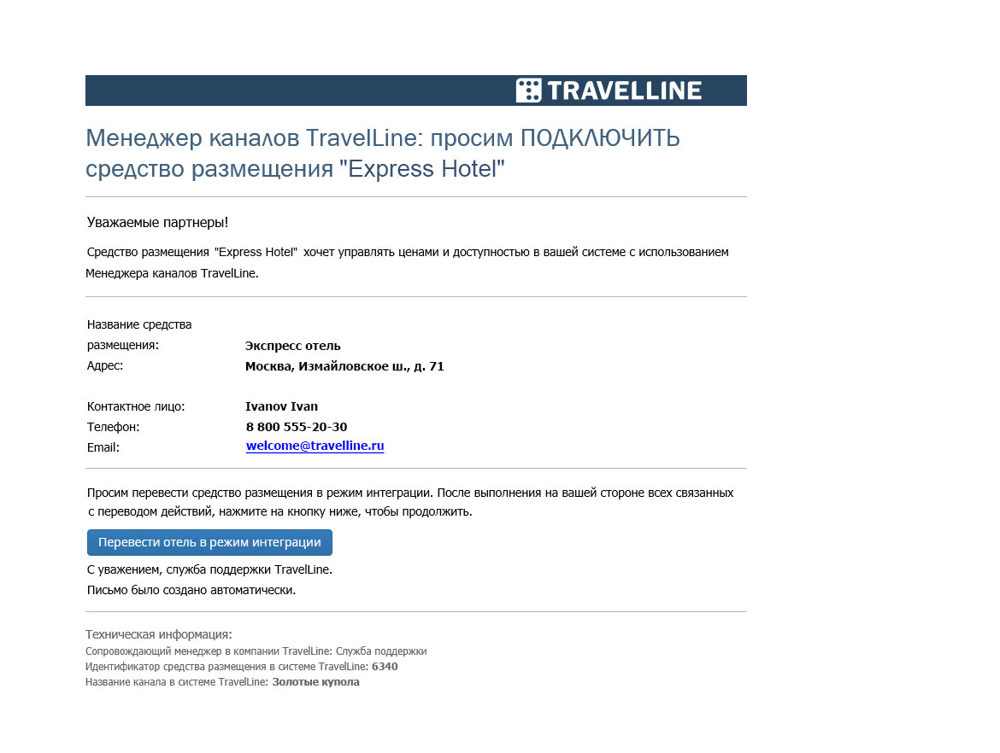 TRAVELLINE
Менеджер каналов TravelLine: просим ПОДКЛЮЧИТЬ
средство размещения "Express Hotel"
Уважаемые партнеры!
Средство размещения "Express Hotel" хочет управлять ценами и доступностью в вашей системе с использованием
Менеджера каналов TravelLine.
Название средства
размещения: Экспресс отель
Адрес: Москва, Измайловское ш., д. 71
Контактное лицо: Ivanov Ivan
Телефон: 8 800 555-20-30
Email: welcome@travelline.ru
Просим перевести средство размещения в режим интеграции. После выполнения на вашей стороне всех связанных
с переводом действий, нажмите на кнопку ниже, чтобы продолжить.
Перевести отель в режим интеграции
С уважением, служба поддержки TravelLine.
Письмо было создано автоматически.
Техническая информация:
Сопровождающий менеджер в компании TravelLine: Служба поддержки
Идентификатор средства размещения в системе TravelLine: 6340
Название канала в системе TravelLine: Золотые купола